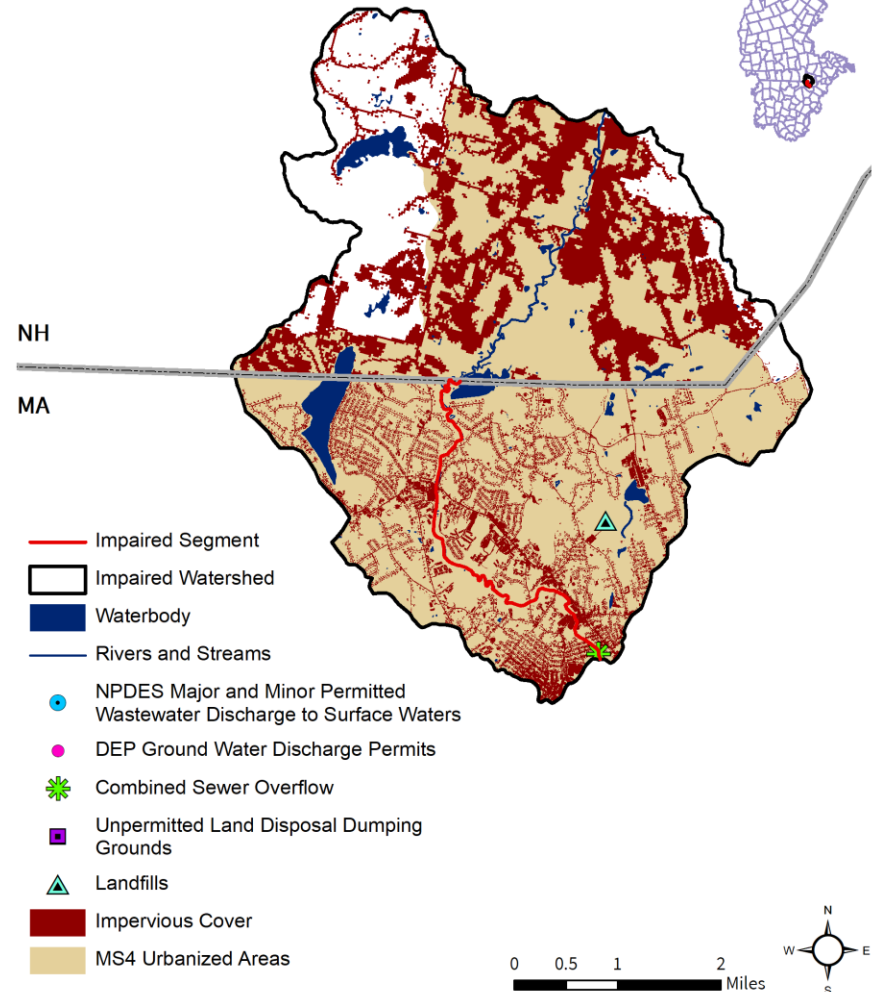 NH
MA
Impaired Segment
Impaired Watershed
Waterbody
Rivers and Streams
NPDES Major and Minor Permitted
Wastewater Discharge to Surface Waters
DEP Ground Water Discharge Permits
Combined Sewer Overflow
Unpermitted Land Disposal Dumping
Grounds
Landfills
Impervious Cover
MS4 Urbanized Areas
N
W E
S
0 0.5 1 2
Miles